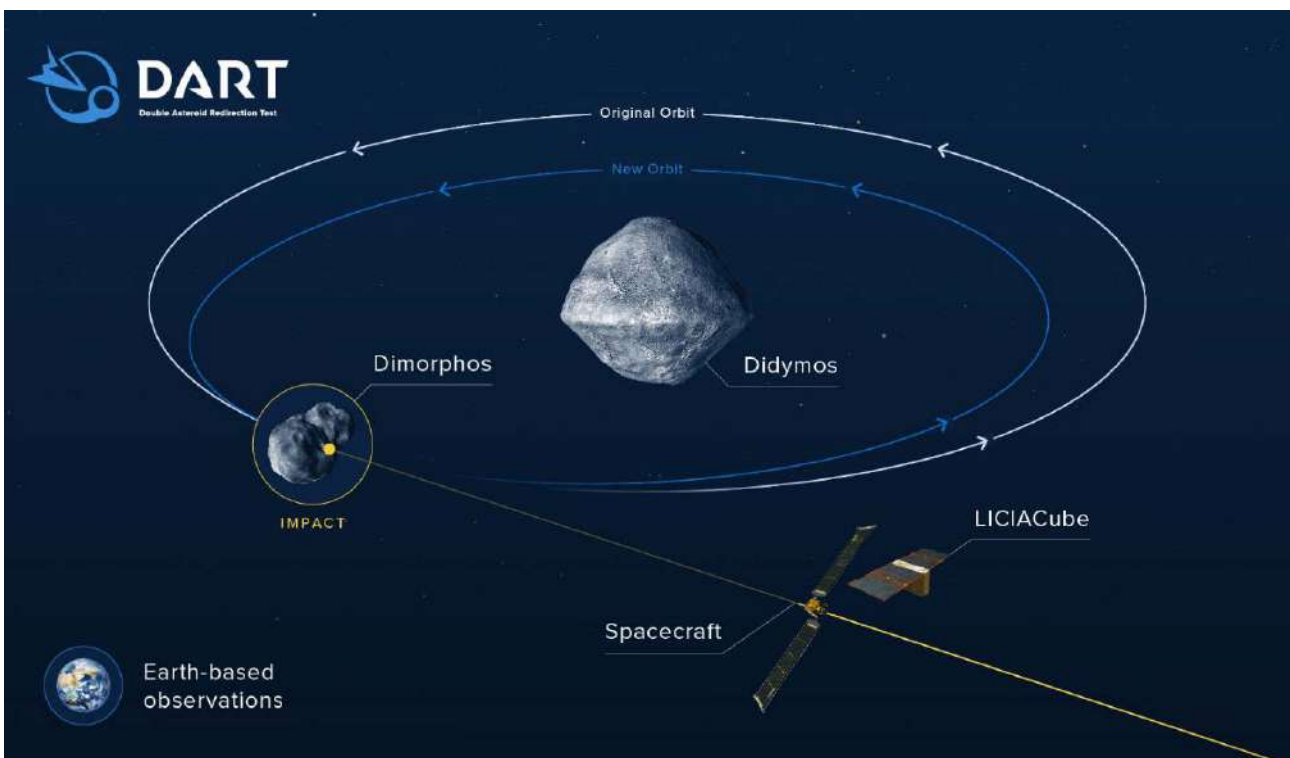 DART
Double Asteroid Redirection Test
Original Orbit
New Orbit
Dimorphos
Didymos
IMPACT
LICIACube
Spacecraft
Earth-based
observations